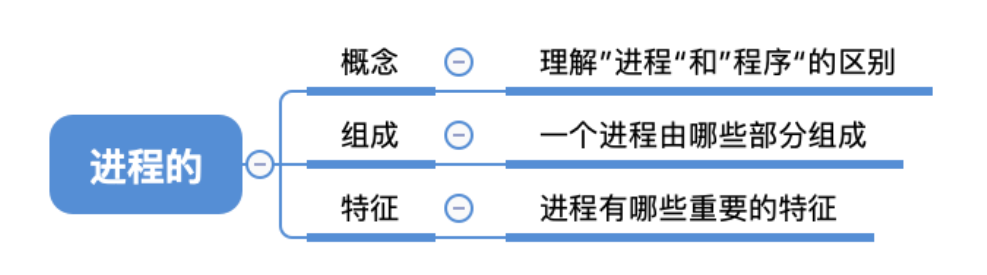 进程的
概念
理解”进程“和”程序“的区别
组成
一个进程由哪些部分组成
特征
进程有哪些重要的特征